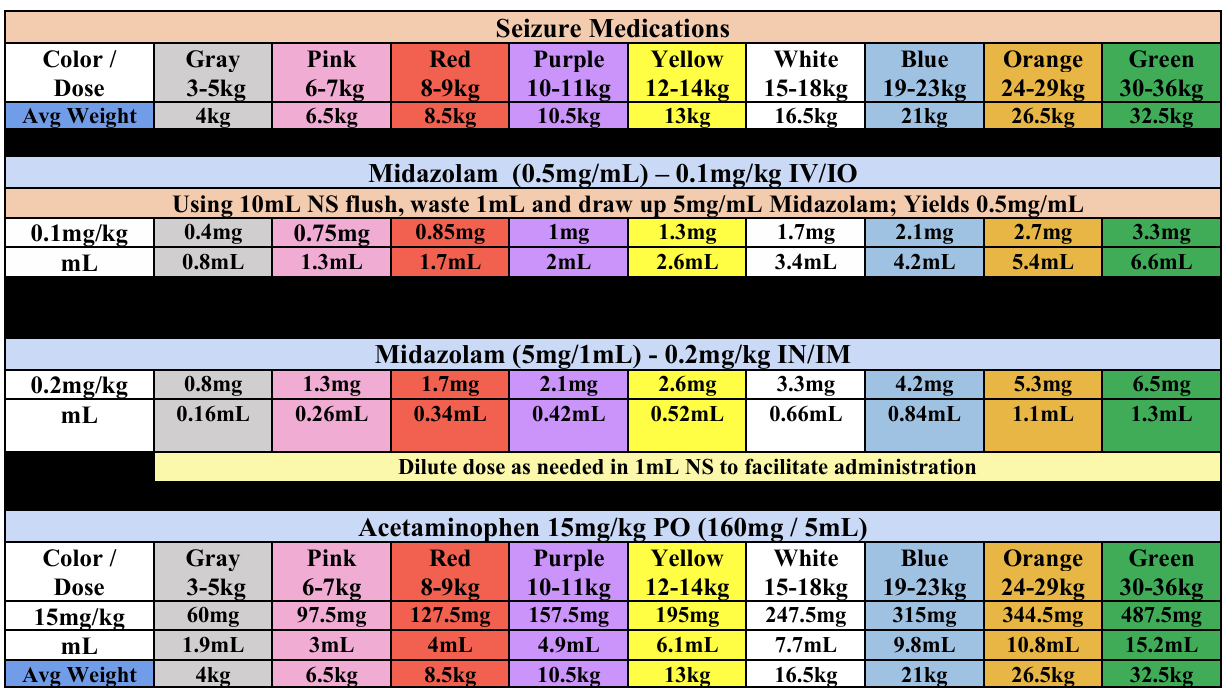 Seizure Medications
Color / Gray Pink Red Purple Yellow White Blue Orange Green
Dose 3-5kg 6-7kg 8-9kg 10-11kg 12-14kg 15-18kg 19-23kg 24-29kg 30-36kg
Avg Weight 4kg 6.5kg 8.5kg 10.5kg 13kg 16.5kg 21kg 26.5kg 32.5kg
Midazolam (0.5mg/mL) – 0.1mg/kg IV/IO
Using 10mL NS flush, waste 1mL and draw up 5mg/mL Midazolam; Yields 0.5mg/mL
0.1mg/kg 0.4mg 0.75mg 0.85mg 1mg 1.3mg 1.7mg 2.1mg 2.7mg 3.3mg
mL 0.8mL 1.3mL 1.7mL 2mL 2.6mL 3.4mL 4.2mL 5.4mL 6.6mL
Midazolam (5mg/1mL) - 0.2mg/kg IN/IM
0.2mg/kg 0.8mg 1.3mg 1.7mg 2.1mg 2.6mg 3.3mg 4.2mg 5.3mg 6.5mg
mL 0.16mL 0.26mL 0.34mL 0.42mL 0.52mL 0.66mL 0.84mL 1.1mL 1.3mL
Dilute dose as needed in 1mL NS to facilitate administration
Acetaminophen 15mg/kg PO (160mg / 5mL)
Color / Gray Pink Red Purple Yellow White Blue Orange Green
Dose 3-5kg 6-7kg 8-9kg 10-11kg 12-14kg 15-18kg 19-23kg 24-29kg 30-36kg
15mg/kg 60mg 97.5mg 127.5mg 157.5mg 195mg 247.5mg 315mg 344.5mg 487.5mg
mL 1.9mL 3mL 4mL 4.9mL 6.1mL 7.7mL 9.8mL 10.8mL 15.2mL
Avg Weight 4kg 6.5kg 8.5kg 10.5kg 13kg 16.5kg 21kg 26.5kg 32.5kg